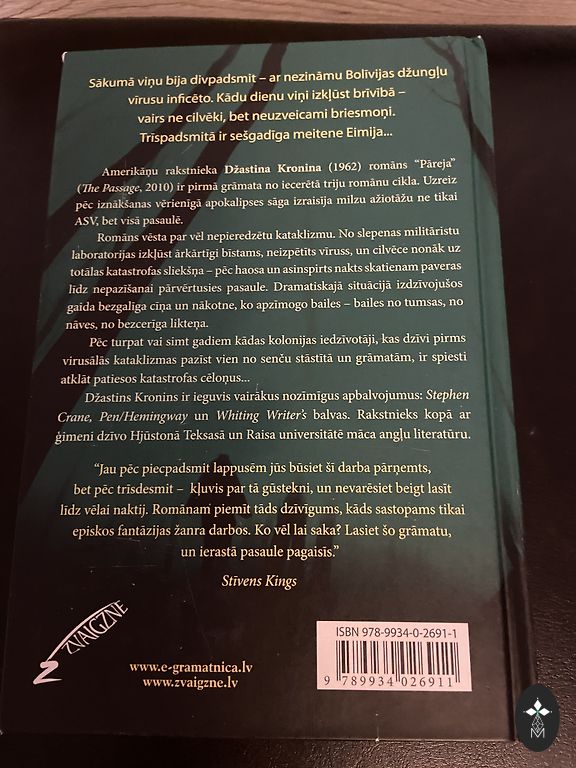 Sākumā viņu bija divpadsmit – ar nezināmu Bolīvijas džungļu
vīrusu inficēto. Kādu dienu viņi izkļūst brīvībā –
vairs ne cilvēki, bet neuzveicami briesmoņi.
Trīspadsmitā ir sešgadīga meitene Eimija...
Amerikāņu rakstnieka Džastina Kronina (1962) romāns “Pāreja”
(The Passage, 2010) ir pirmā grāmata no iecerētā triju romānu cikla. Uzreiz
pēc iznākšanas vērienīgā apokalipses sāga izraisīja milzu ažiotāžu ne tikai
ASV, bet visā pasaulē.
Romāns vēsta par vēl nepieredzētu kataklizmu. No slepenas militāristu
laboratorijas izkļūst ārkārtīgi bīstams, neizpētīts vīruss, un cilvēce nonāk uz
totālas katastrofas sliekšņa – pēc haosa un asinspirts nakts skatienam paveras
līdz nepazīšanai pārvērtusies pasaule. Dramatiskajā situācijā izdzīvojušos
gaida bezgalīga cīņa un nākotne, ko apzīmogo bailes – bailes no tumsas, no
nāves, no bezcerīga likteņa.
Pēc turpat vai simt gadiem kādas kolonijas iedzīvotāji, kas dzīvi pirms
virusālās kataklizmas pazīst vien no senču stāstītā un grāmatām, ir spiesti
atklāt patiesos katastrofas cēloņus...
Džastins Kronins ir ieguvis vairākus nozīmīgus apbalvojumus: Stephen
Crane, Pen/Hemingway un Whiting Writer’s balvas. Rakstnieks kopā ar
ģimeni dzīvo Hjūstonā Teksasā un Raisa universitātē māca angļu literatūru.
“Jau pēc piecpadsmit lappusēm jūs būsiet šī darba pārņemts,
bet pēc trīsdesmit – kļuvis par tā gūstekni, un nevarēsiet beigt lasīt
līdz vēlai naktij. Romānam piemīt tāds dzīvīgums, kāds sastopams tikai
episkos fantāzijas žanra darbos. Ko vēl lai saka? Lasiet šo grāmatu,
un ierastā pasaule pagaisīs.”
Stīvens Kings
ZVAIGZNE
www.e-gramatnica.lv
www.zvaigzne.lv
ISBN 978-9934-0-2691-1
9 789934 026911
M